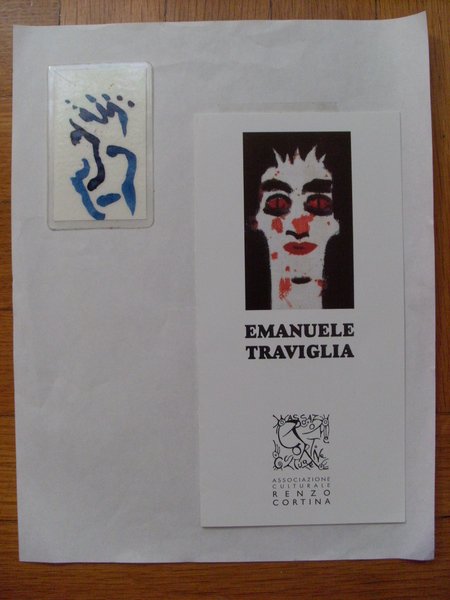 EMANUELE
TRAVIGLIA
ASSOCIAZIONE
CULTURALE
RENZO
CORTINA